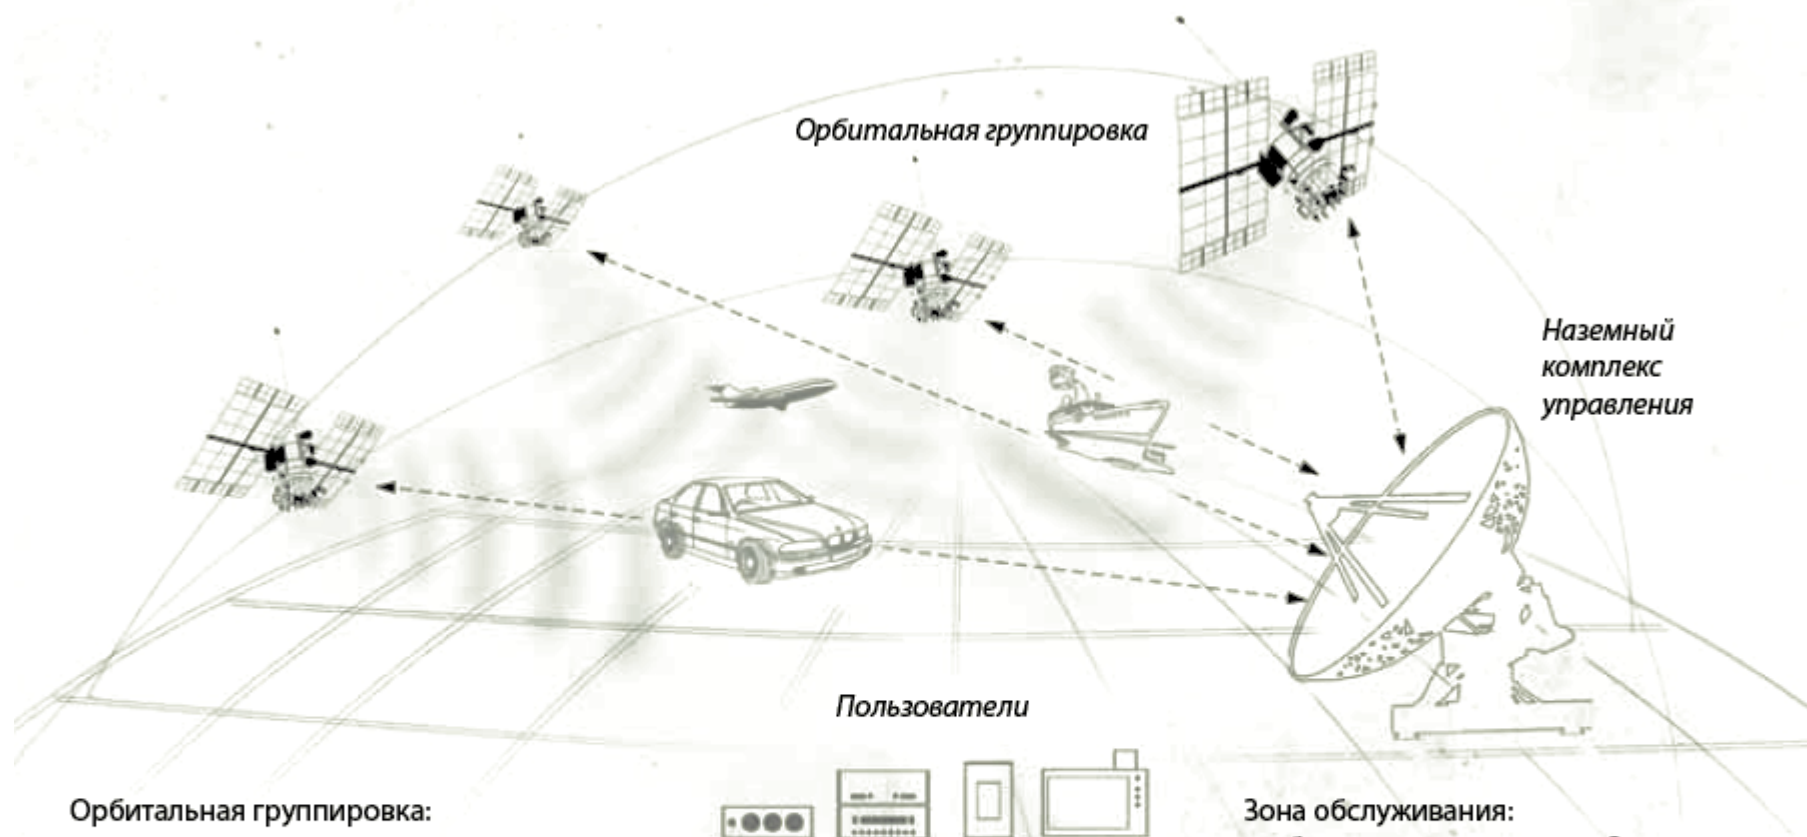 Орбитальная группировка
Наземный
комплекс
управления
Пользователи
Орбитальная группировка:
Зона обслуживания: